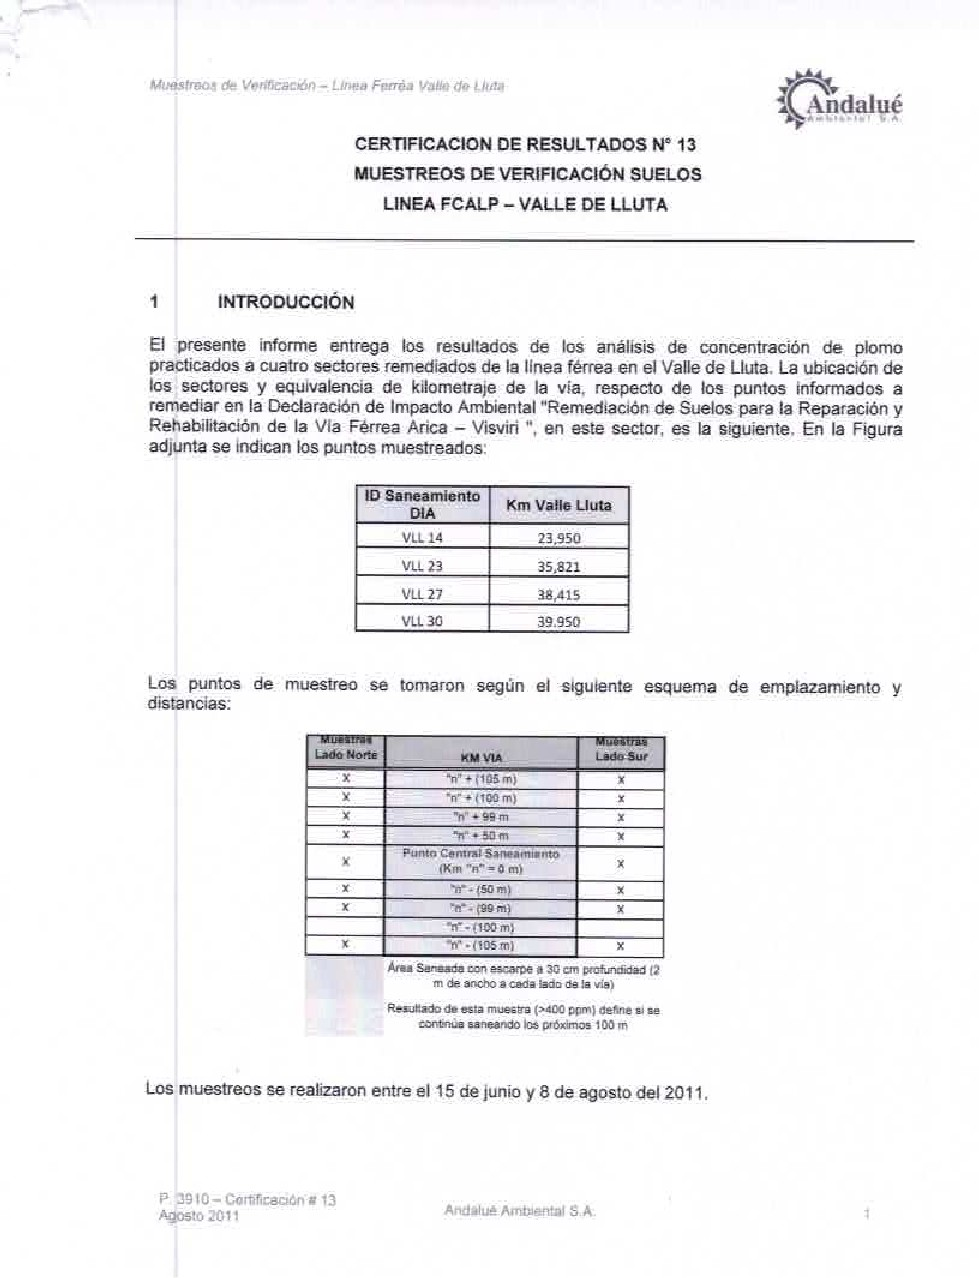 Muestreos de Verificación – Línea Ferréa Valle de Lluta
Andalué
Ambiental S.A.
CERTIFICACION DE RESULTADOS N° 13
MUESTREOS DE VERIFICACIÓN SUELOS
LINEA FCALP – VALLE DE LLUTA
1 INTRODUCCIÓN
El presente informe entrega los resultados de los análisis de concentración de plomo
practicados a cuatro sectores remediados de la línea férrea en el Valle de Lluta. La ubicación de
los sectores y equivalencia de kilometraje de la vía, respecto de los puntos informados a
remediar en la Declaración de Impacto Ambiental "Remediación de Suelos para la Reparación y
Rehabilitación de la Vía Férrea Arica – Visviri ", en este sector, es la siguiente. En la Figura
adjunta se indican los puntos muestreados:
ID Saneamiento DIA Km Valle Lluta
VLL 14 23,950
VLL 23 35,821
VLL 27 38,415
VLL 30 39.950
Los puntos de muestreo se tomaron según el siguiente esquema de emplazamiento y
distancias:
Muestras Lado Norte KM VIA Muestras Lado Sur
X "n" + (105 m) X
X "n" + (100 m) X
X "n" + 99 m X
X "n" + 50 m X
X Punto Central Saneamiento (Km "n" = 0 m) X
X "n" - (50 m) X
X "n" - (99 m) X
"n" - (100 m)
X "n" - (105 m) X
Área Saneada con escarpe a 30 cm profundidad (2
m de ancho a cada lado de la vía)
Resultado de esta muestra (>400 ppm) define si se
continúa saneando los próximos 100 m
Los muestreos se realizaron entre el 15 de junio y 8 de agosto del 2011.
P. 3910 – Certificación # 13
Agosto 2011
Andalué Ambiental S.A.
1